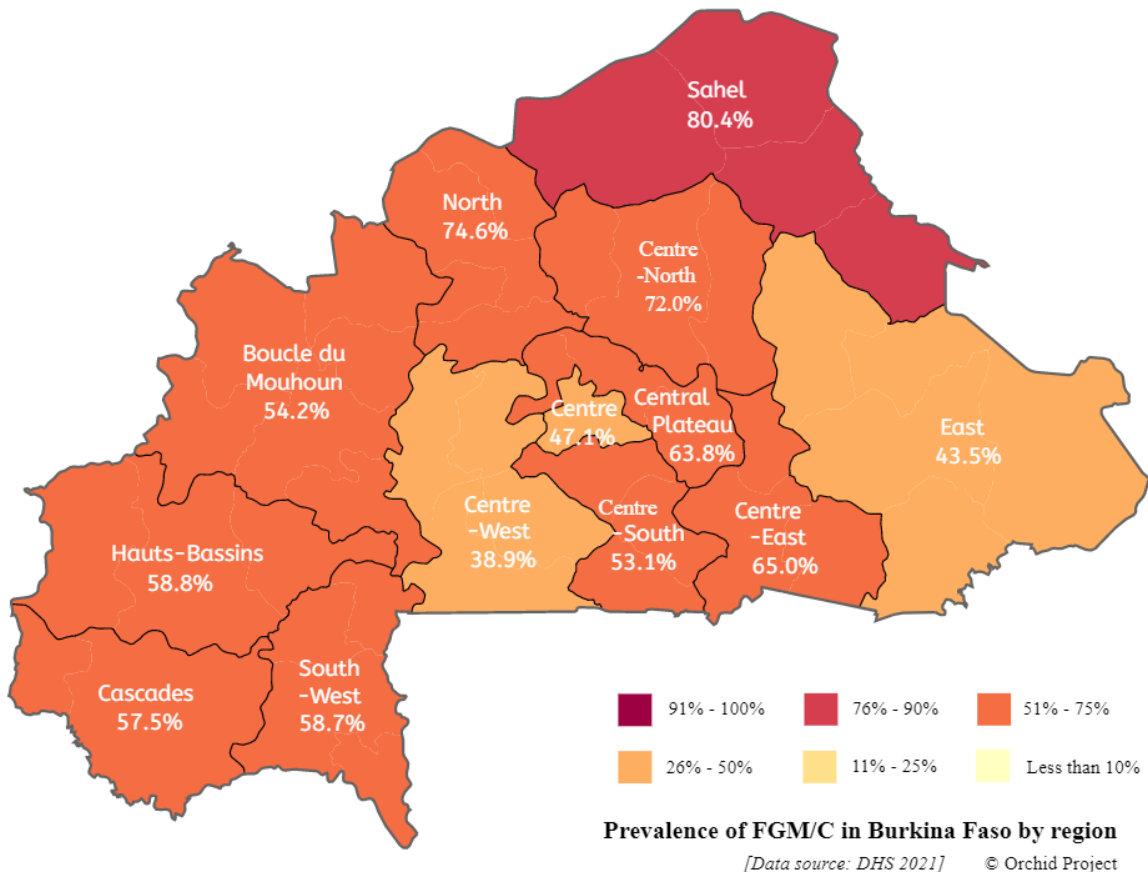 Sahel
80.4%
North
74.6%
Centre
-North
72.0%
Boucle du
Mouhoun
54.2%
Centre
47.1%
Central
Plateau
63.8%
East
43.5%
Centre
-West
38.9%
Centre
-South
53.1%
Centre
-East
65.0%
Hauts-Bassins
58.8%
Cascades
57.5%
South
-West
58.7%
91% - 100%
76% - 90%
51% - 75%
26% - 50%
11% - 25%
Less than 10%
Prevalence of FGM/C in Burkina Faso by region
[Data source: DHS 2021] © Orchid Project